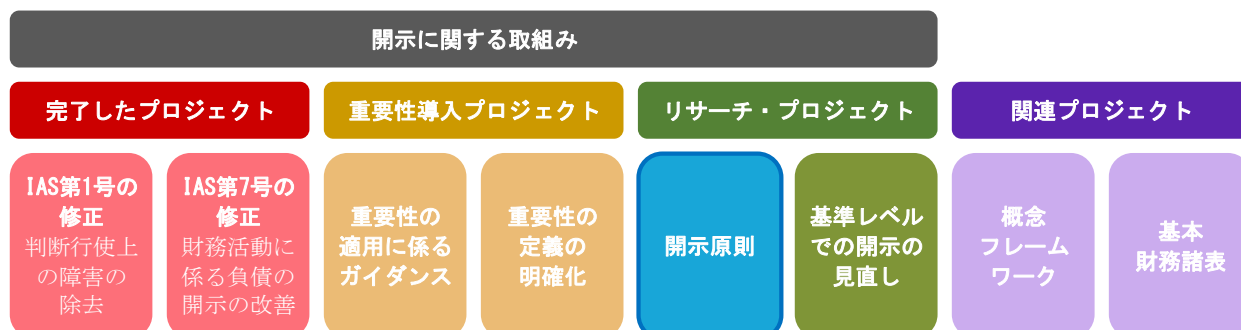 開示に関する取組み
完了したプロジェクト
重要性導入プロジェクト
リサーチ・プロジェクト
関連プロジェクト
IAS第1号の
修正
判断行使上
の障害の
除去
IAS第7号の
修正
財務活動に
係る負債の
開示の改善
重要性の
適用に係る
ガイダンス
重要性の
定義の
明確化
開示原則
基準レベル
での開示の
見直し
概念
フレーム
ワーク
基本
財務諸表